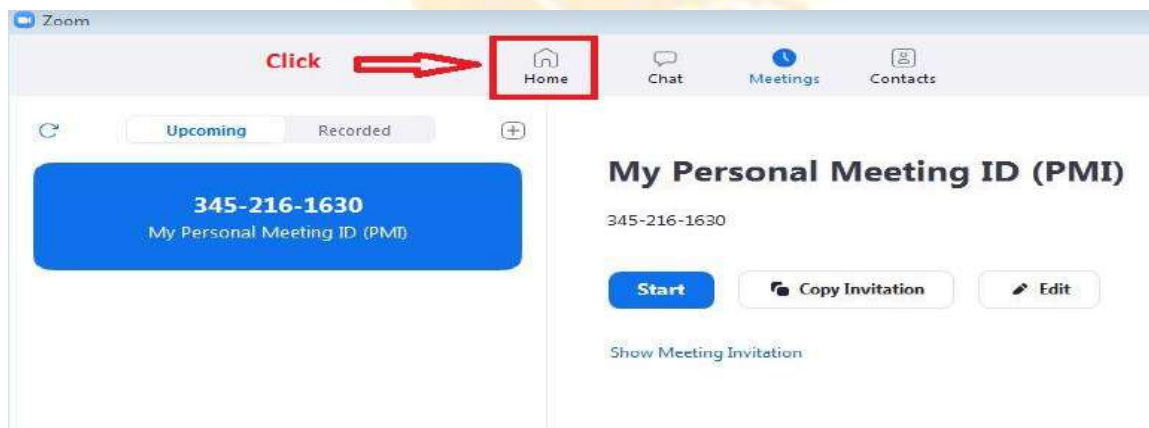 Zoom
Click
Home
Chat
Meetings
Contacts
Upcoming
Recorded
345-216-1630
My Personal Meeting ID (PMI)
My Personal Meeting ID (PMI)
345-216-1630
Start
Copy Invitation
Edit
Show Meeting Invitation